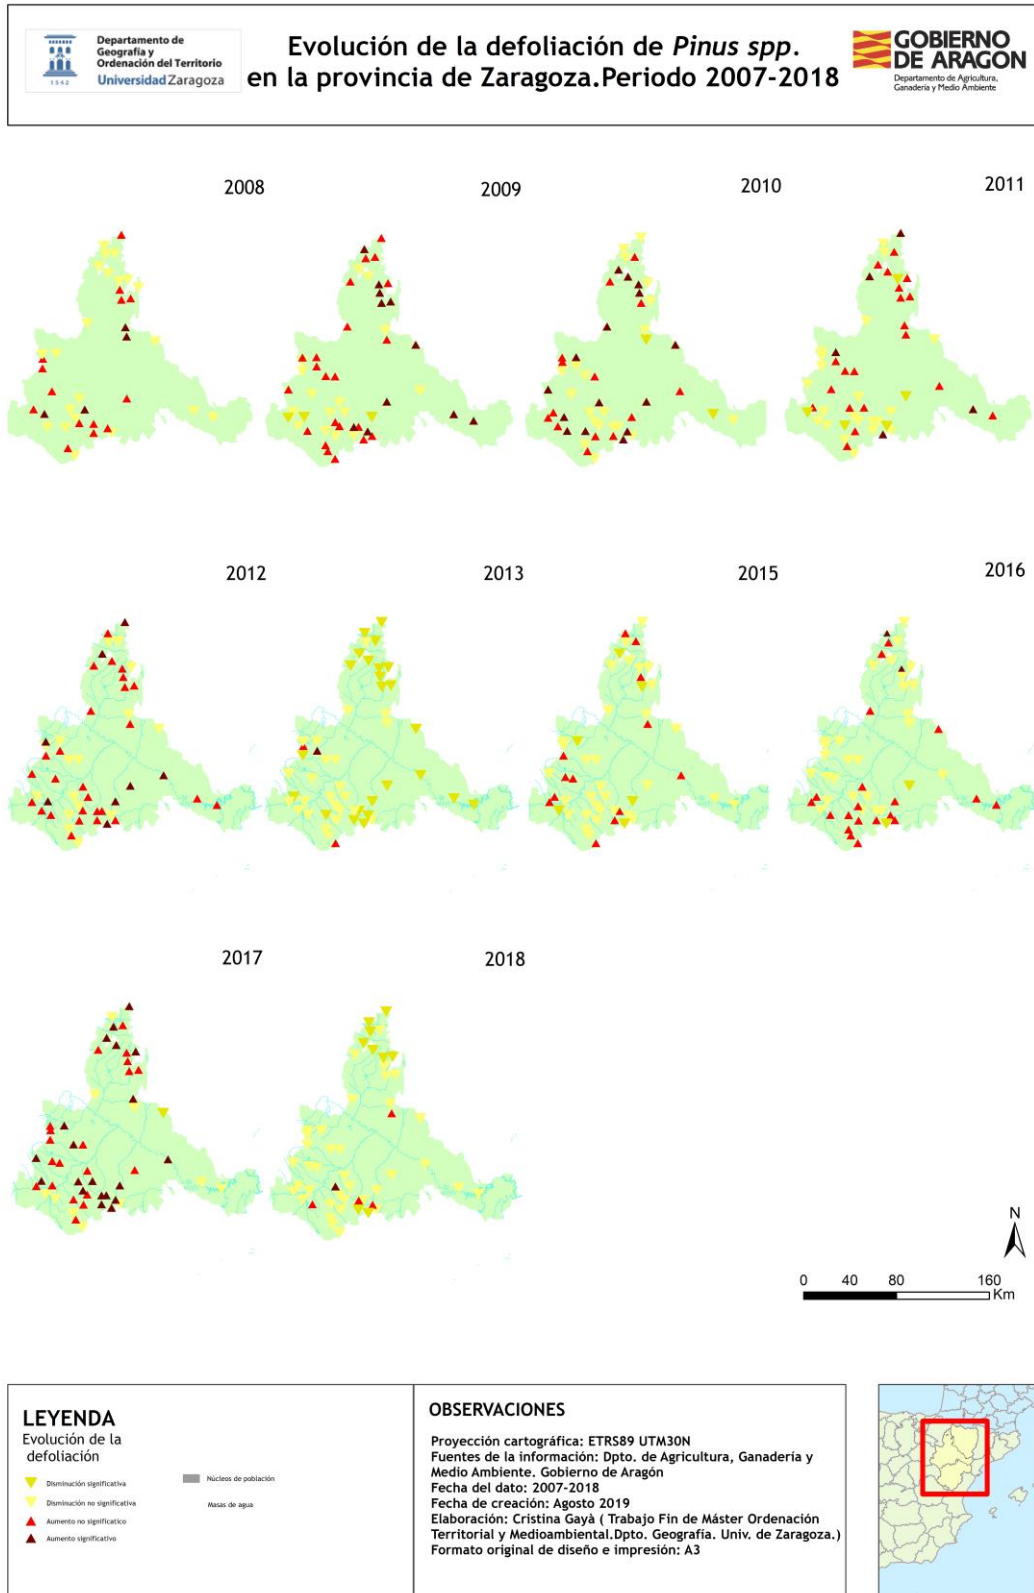 Departamento de
Geografía y
Ordenación del Territorio
Universidad Zaragoza
1542
Evolución de la defoliación de Pinus spp.
en la provincia de Zaragoza.Periodo 2007-2018
GOBIERNO
DE ARAGON
Departamento de Agricultura,
Ganadería y Medio Ambiente
2008
2009
2010
2011
2012
2013
2015
2016
2017
2018
N
0 40 80 160
Km
LEYENDA
Evolución de la
defoliación
Disminución significativa
Disminución no significativa
Aumento no significatico
Aumento significativo
Núcleos de población
Masas de agua
OBSERVACIONES
Proyección cartográfica: ETRS89 UTM30N
Fuentes de la información: Dpto. de Agricultura, Ganadería y
Medio Ambiente. Gobierno de Aragón
Fecha del dato: 2007-2018
Fecha de creación: Agosto 2019
Elaboración: Cristina Gayà ( Trabajo Fin de Máster Ordenación
Territorial y Medioambiental.Dpto. Geografía. Univ. de Zaragoza.)
Formato original de diseño e impresión: A3